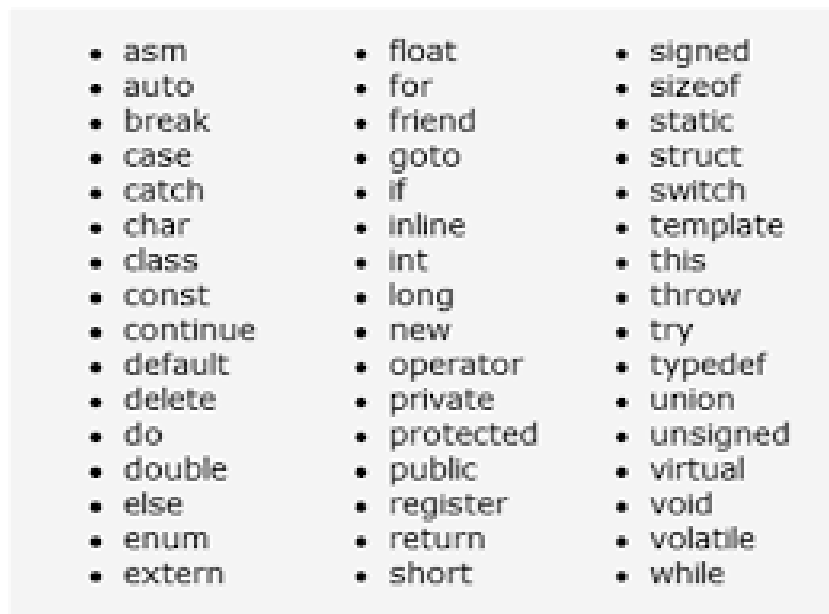 • asm
• auto
• break
• case
• catch
• char
• class
• const
• continue
• default
• delete
• do
• double
• else
• enum
• extern
• float
• for
• friend
• goto
• if
• inline
• int
• long
• new
• operator
• private
• protected
• public
• register
• return
• short
• signed
• sizeof
• static
• struct
• switch
• template
• this
• throw
• try
• typedef
• union
• unsigned
• virtual
• void
• volatile
• while